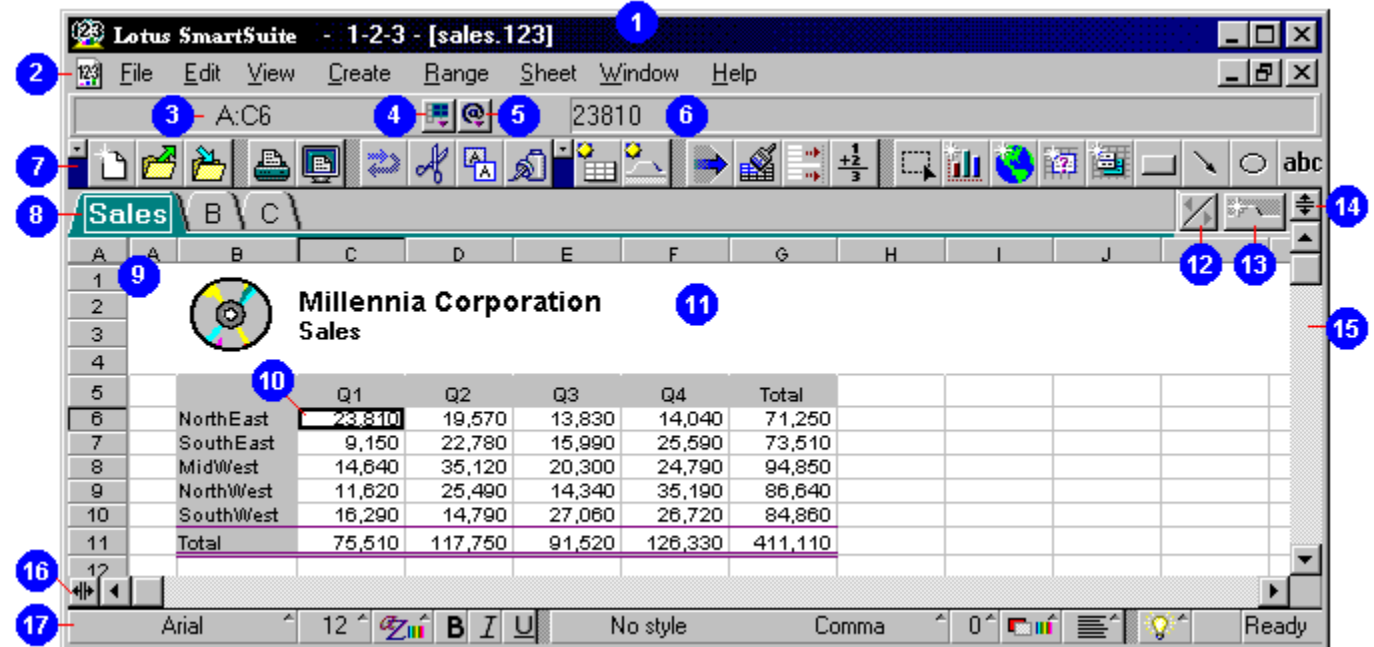 1
Lotus SmartSuite - 1-2-3 - [sales.123]
2 123 File Edit View Create Range Sheet Window Help
3 A:C6 4 @ 5 23810 6
7 +1/2 3 ? abc
8 Sales B C 12 13 14
A A B C D E F G H I J
9
1
2 Millennia Corporation 11
3 Sales 15
4
10
5 Q1 Q2 Q3 Q4 Total
6 NorthEast 23,810 19,570 13,830 14,040 71,250
7 SouthEast 9,150 22,780 15,990 25,590 73,510
8 MidWest 14,640 35,120 20,300 24,790 94,850
9 NorthWest 11,620 25,490 14,340 35,190 86,640
10 SouthWest 16,290 14,790 27,060 26,720 84,860
11 Total 75,510 117,750 91,520 126,330 411,110
12
16
17 Arial 12 B I U No style Comma 0 Ready